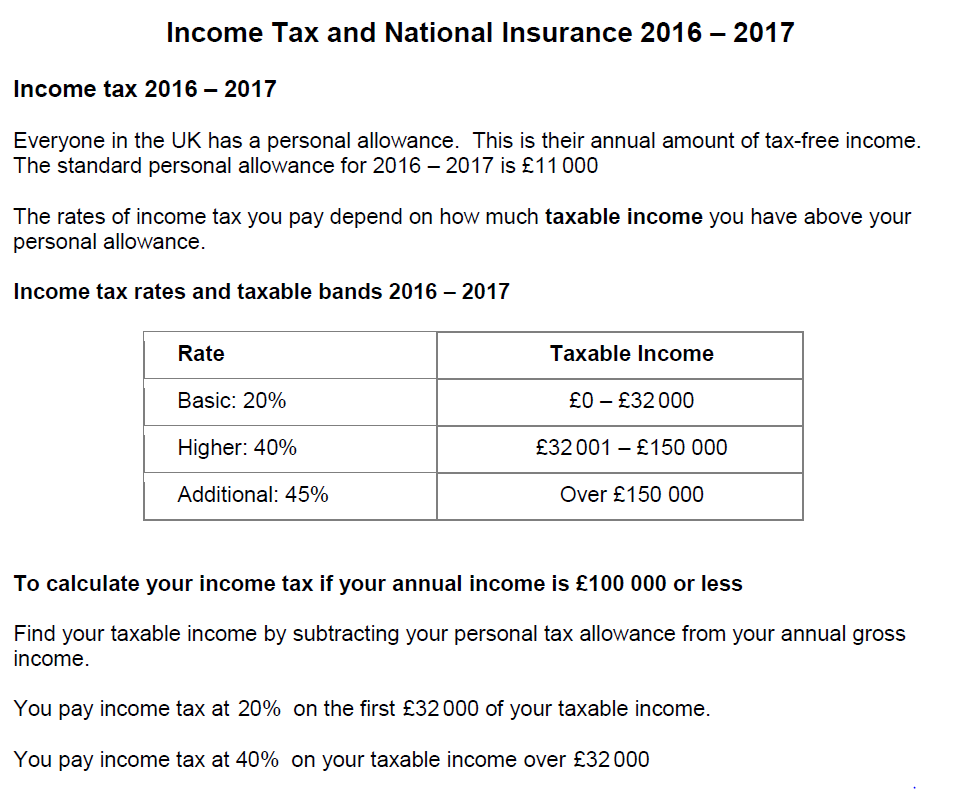 Income Tax and National Insurance 2016 – 2017
Income tax 2016 – 2017
Everyone in the UK has a personal allowance.  This is their annual amount of tax-free income.
The standard personal allowance for 2016 – 2017 is £11 000
The rates of income tax you pay depend on how much taxable income you have above your
personal allowance.
Income tax rates and taxable bands 2016 – 2017
Rate Taxable Income
Basic: 20% £0 – £32 000
Higher: 40% £32 001 – £150 000
Additional: 45% Over £150 000
To calculate your income tax if your annual income is £100 000 or less
Find your taxable income by subtracting your personal tax allowance from your annual gross
income.
You pay income tax at 20%  on the first £32 000 of your taxable income.
You pay income tax at 40%  on your taxable income over £32 000